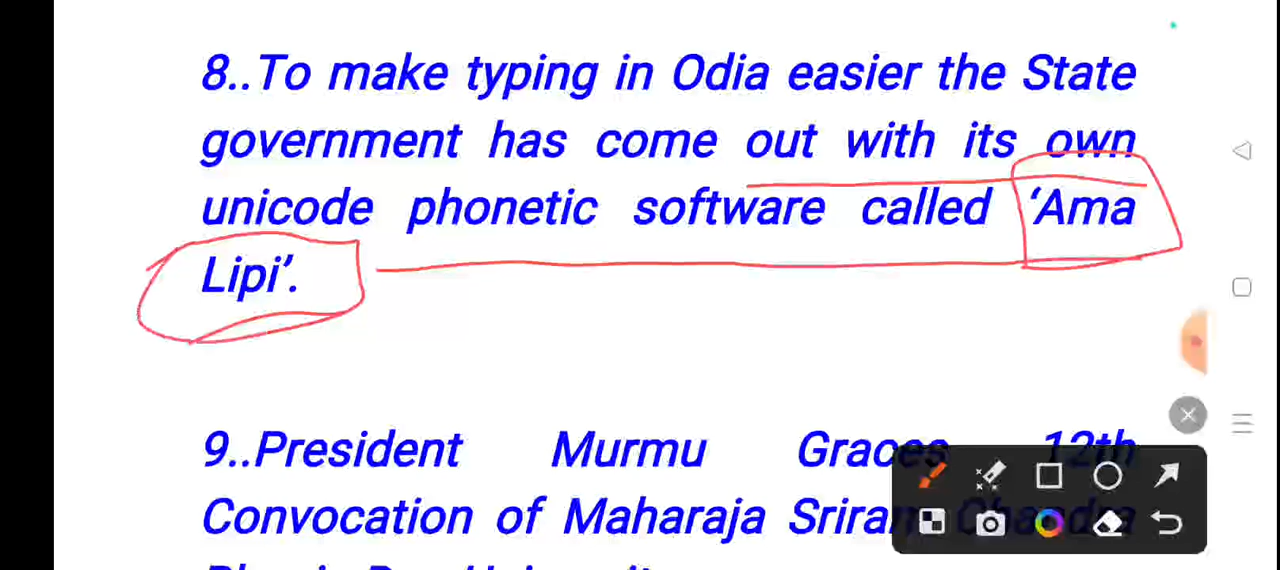 8..To make typing in Odia easier the State
government has come out with its own
unicode phonetic software called ‘Ama
Lipi’.
9..President Murmu Graces 12th
Convocation of Maharaja Sriram Chandra